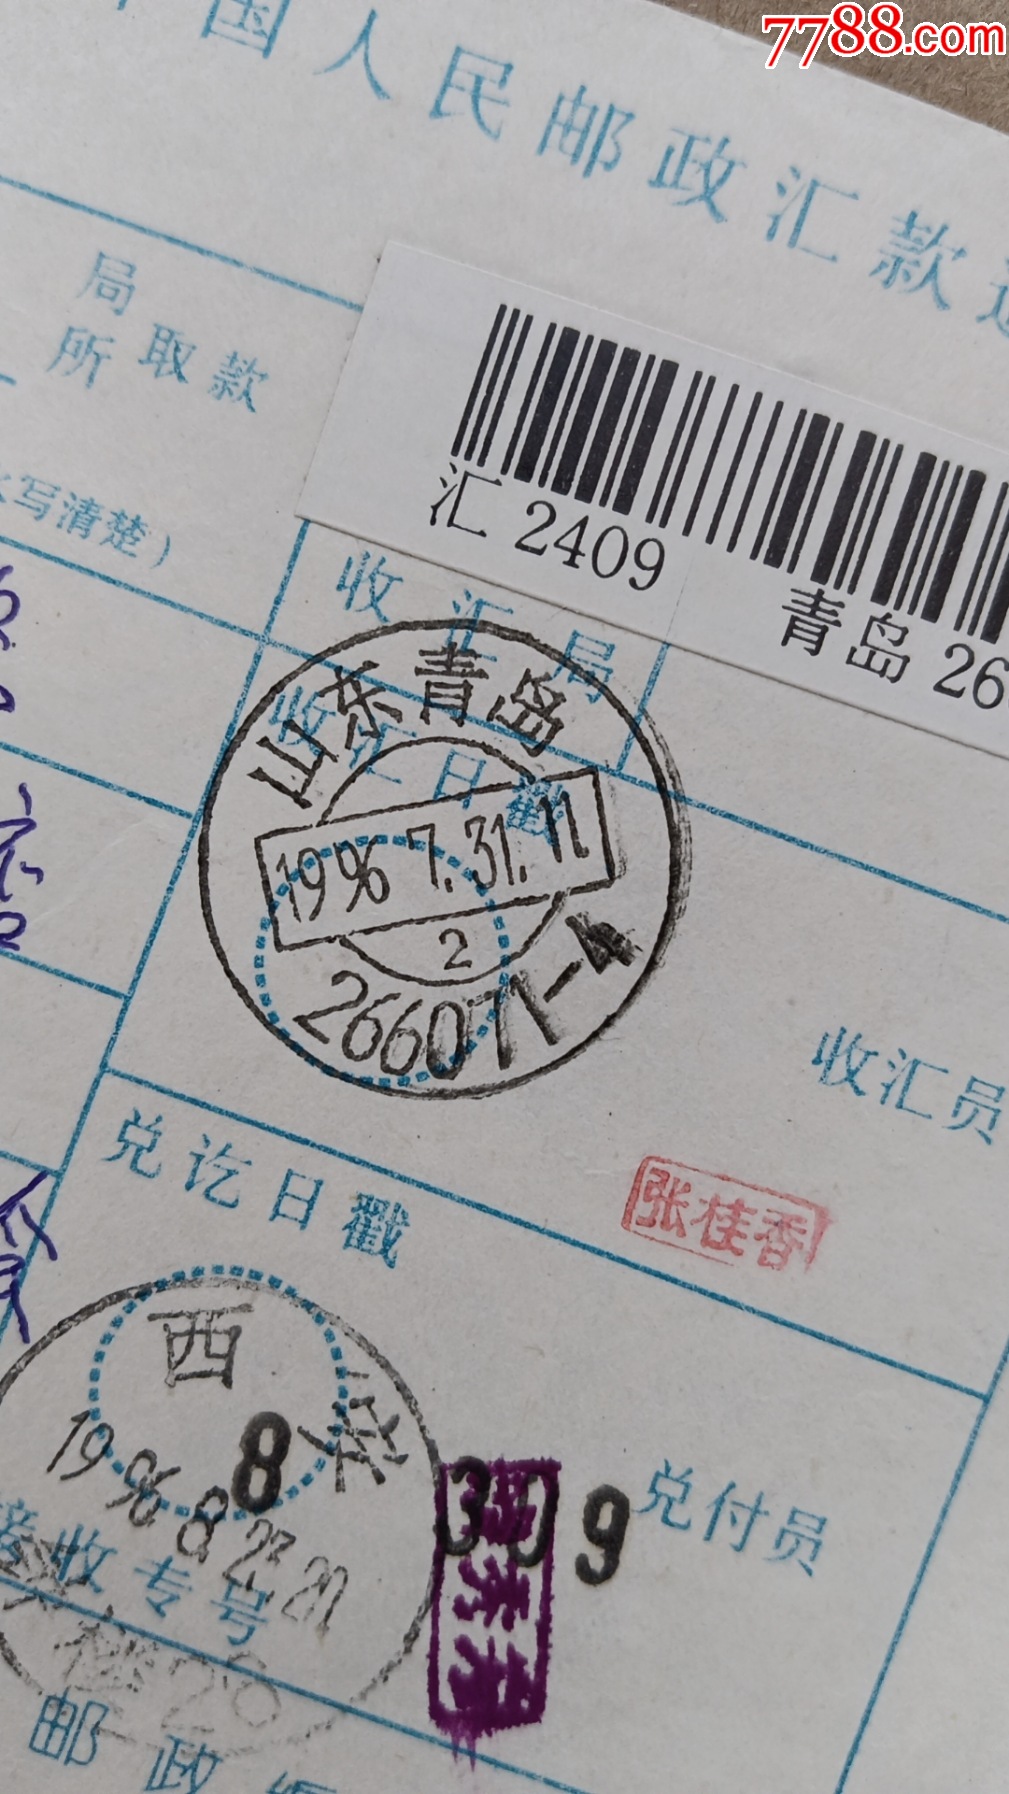 7788.com
国人民邮政汇款通
局
所取款
写清楚）
汇 2409
青岛 26
收汇局
收汇日戳
山东青岛
1996 7.31.11
2
266071-4
收汇员
张桂香
兑讫日戳
西安
1996 8 23 20
8 309
兑付员
接收专号
邮政